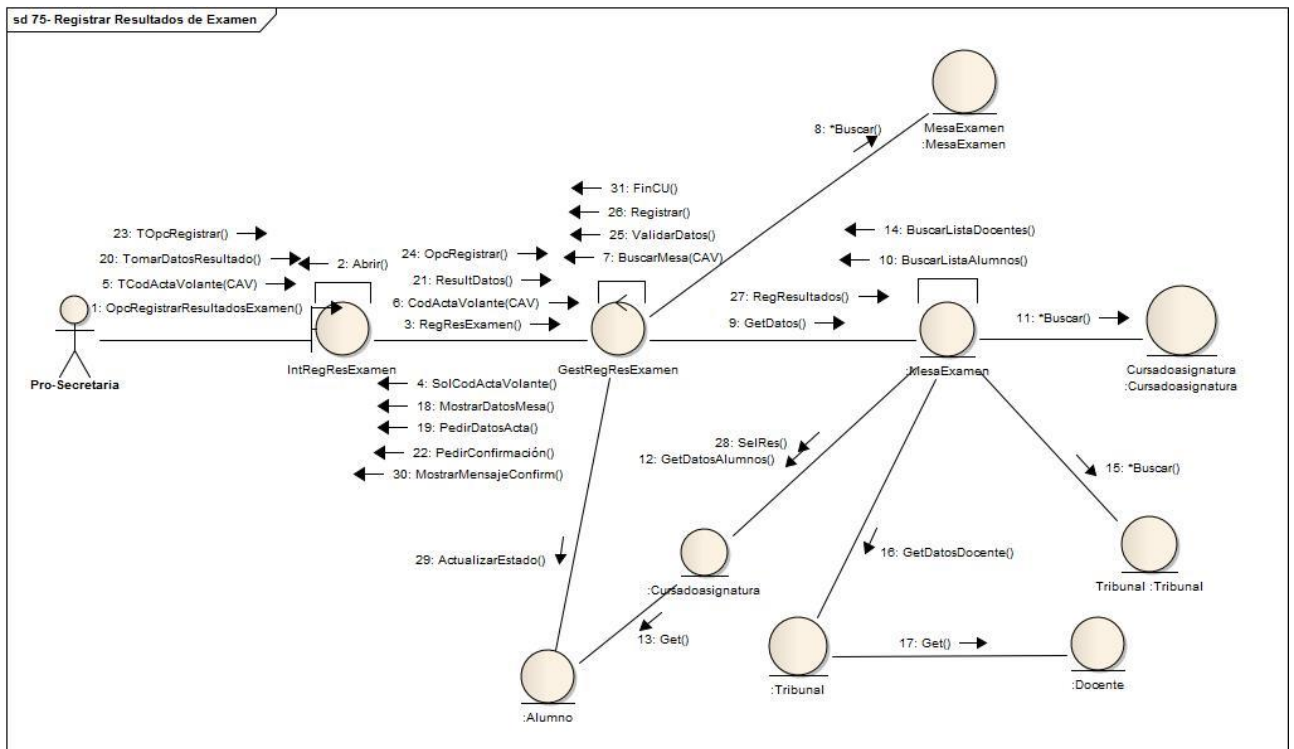 sd 75- Registrar Resultados de Examen
MesaExamen
:MesaExamen
8: *Buscar()
31: FinCU()
26: Registrar()
25: ValidarDatos()
7: BuscarMesa(CAV)
23: TOpcRegistrar()
20: TomarDatosResultado()
5: TCodActaVolante(CAV)
1: OpcRegistrarResultadosExamen()
2: Abrir()
24: OpcRegistrar()
21: ResultDatos()
6: CodActaVolante(CAV)
3: RegResExamen()
14: BuscarListaDocentes()
10: BuscarListaAlumnos()
27: RegResultados()
9: GetDatos()
11: *Buscar()
Pro-Secretaria
IntRegResExamen
GestRegResExamen
:MesaExamen
Cursadoasignatura
:Cursadoasignatura
4: SolCodActaVolante()
18: MostrarDatosMesa()
19: PedirDatosActa()
22: PedirConfirmación()
30: MostrarMensajeConfirm()
28: SelRes()
12: GetDatosAlumnos()
15: *Buscar()
29: ActualizarEstado()
16: GetDatosDocente()
:Cursadoasignatura
Tribunal :Tribunal
13: Get()
17: Get()
:Alumno
:Tribunal
:Docente